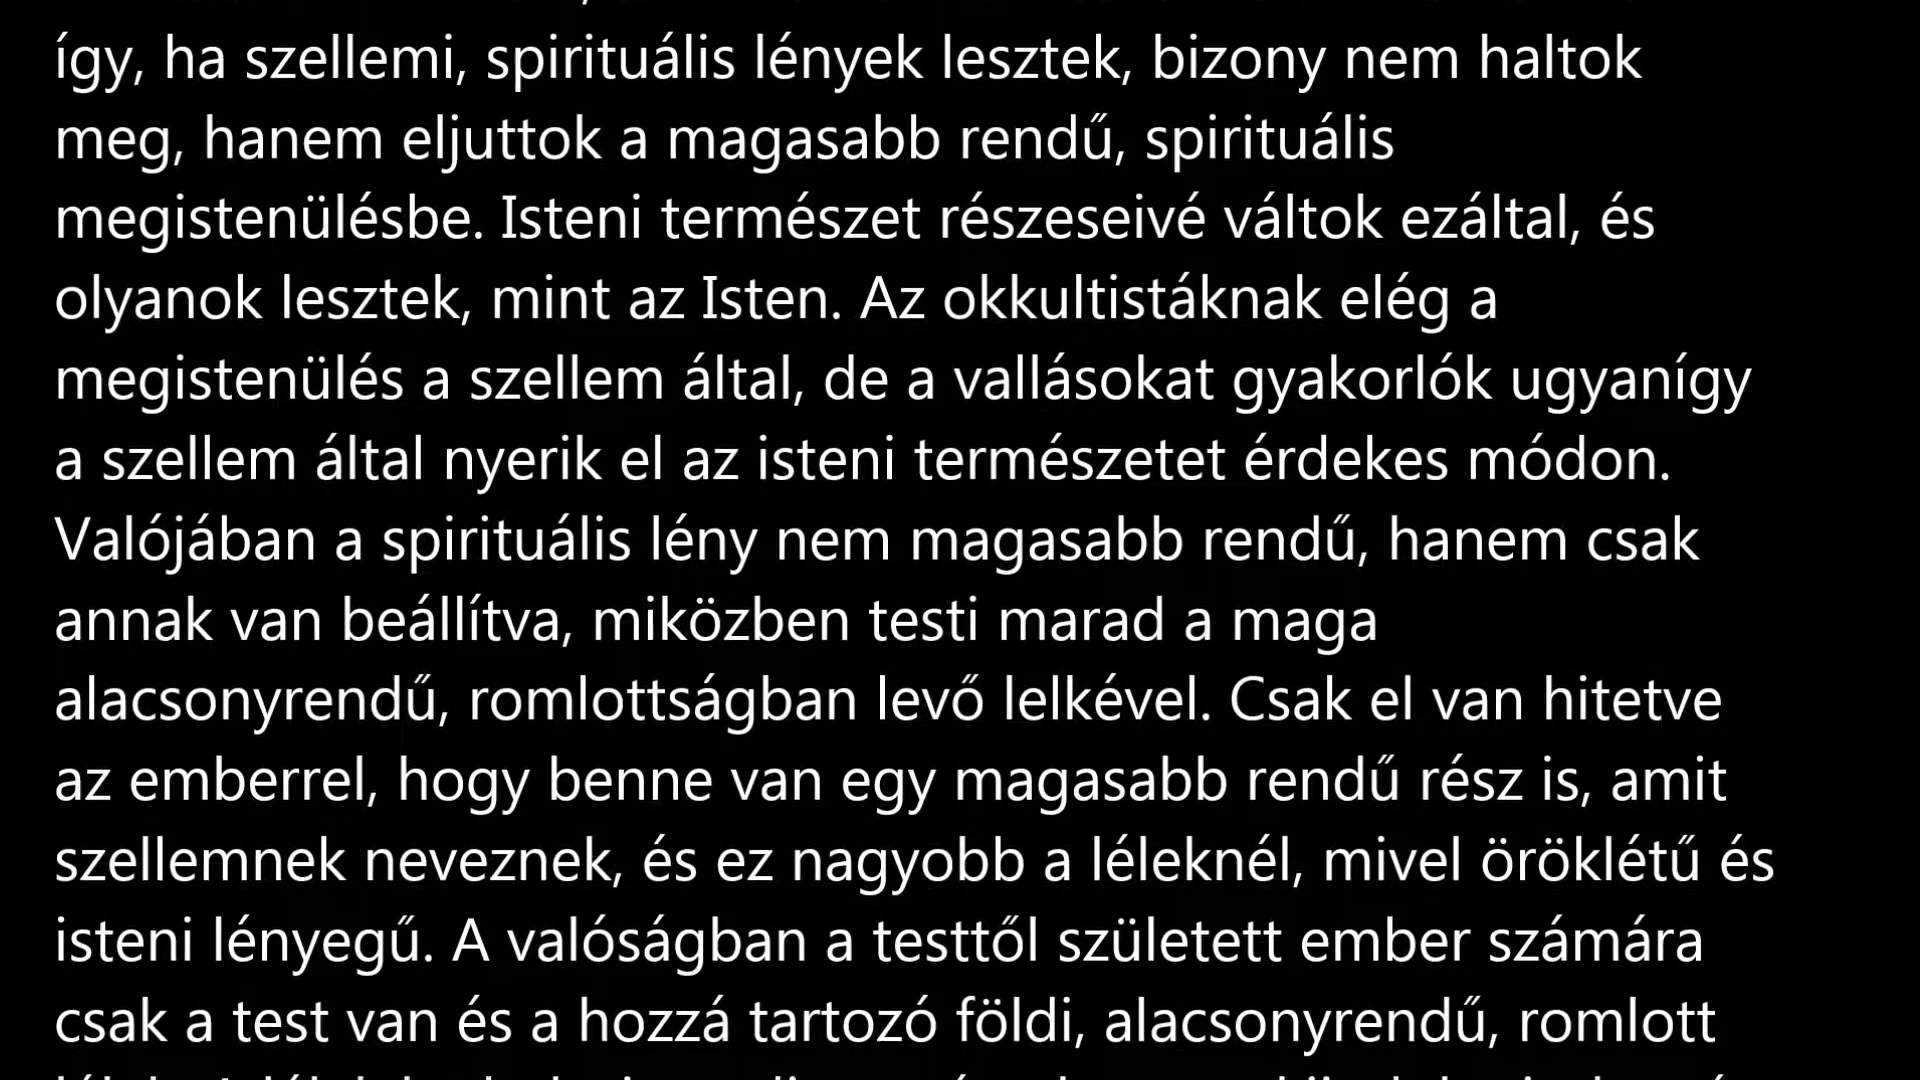 így, ha szellemi, spirituális lények lesztek, bizony nem haltok
meg, hanem eljuttok a magasabb rendű, spirituális
megistenülésbe. Isteni természet részeseivé váltok ezáltal, és
olyanok lesztek, mint az Isten. Az okkultistáknak elég a
megistenülés a szellem által, de a vallásokat gyakorlók ugyanígy
a szellem által nyerik el az isteni természetet érdekes módon.
Valójában a spirituális lény nem magasabb rendű, hanem csak
annak van beállítva, miközben testi marad a maga
alacsonyrendű, romlottságban levő lelkével. Csak el van hitetve
az emberrel, hogy benne van egy magasabb rendű rész is, amit
szellemnek neveznek, és ez nagyobb a léleknél, mivel öröklétű és
isteni lényegű. A valóságban a testtől született ember számára
csak a test van és a hozzá tartozó földi, alacsonyrendű, romlott